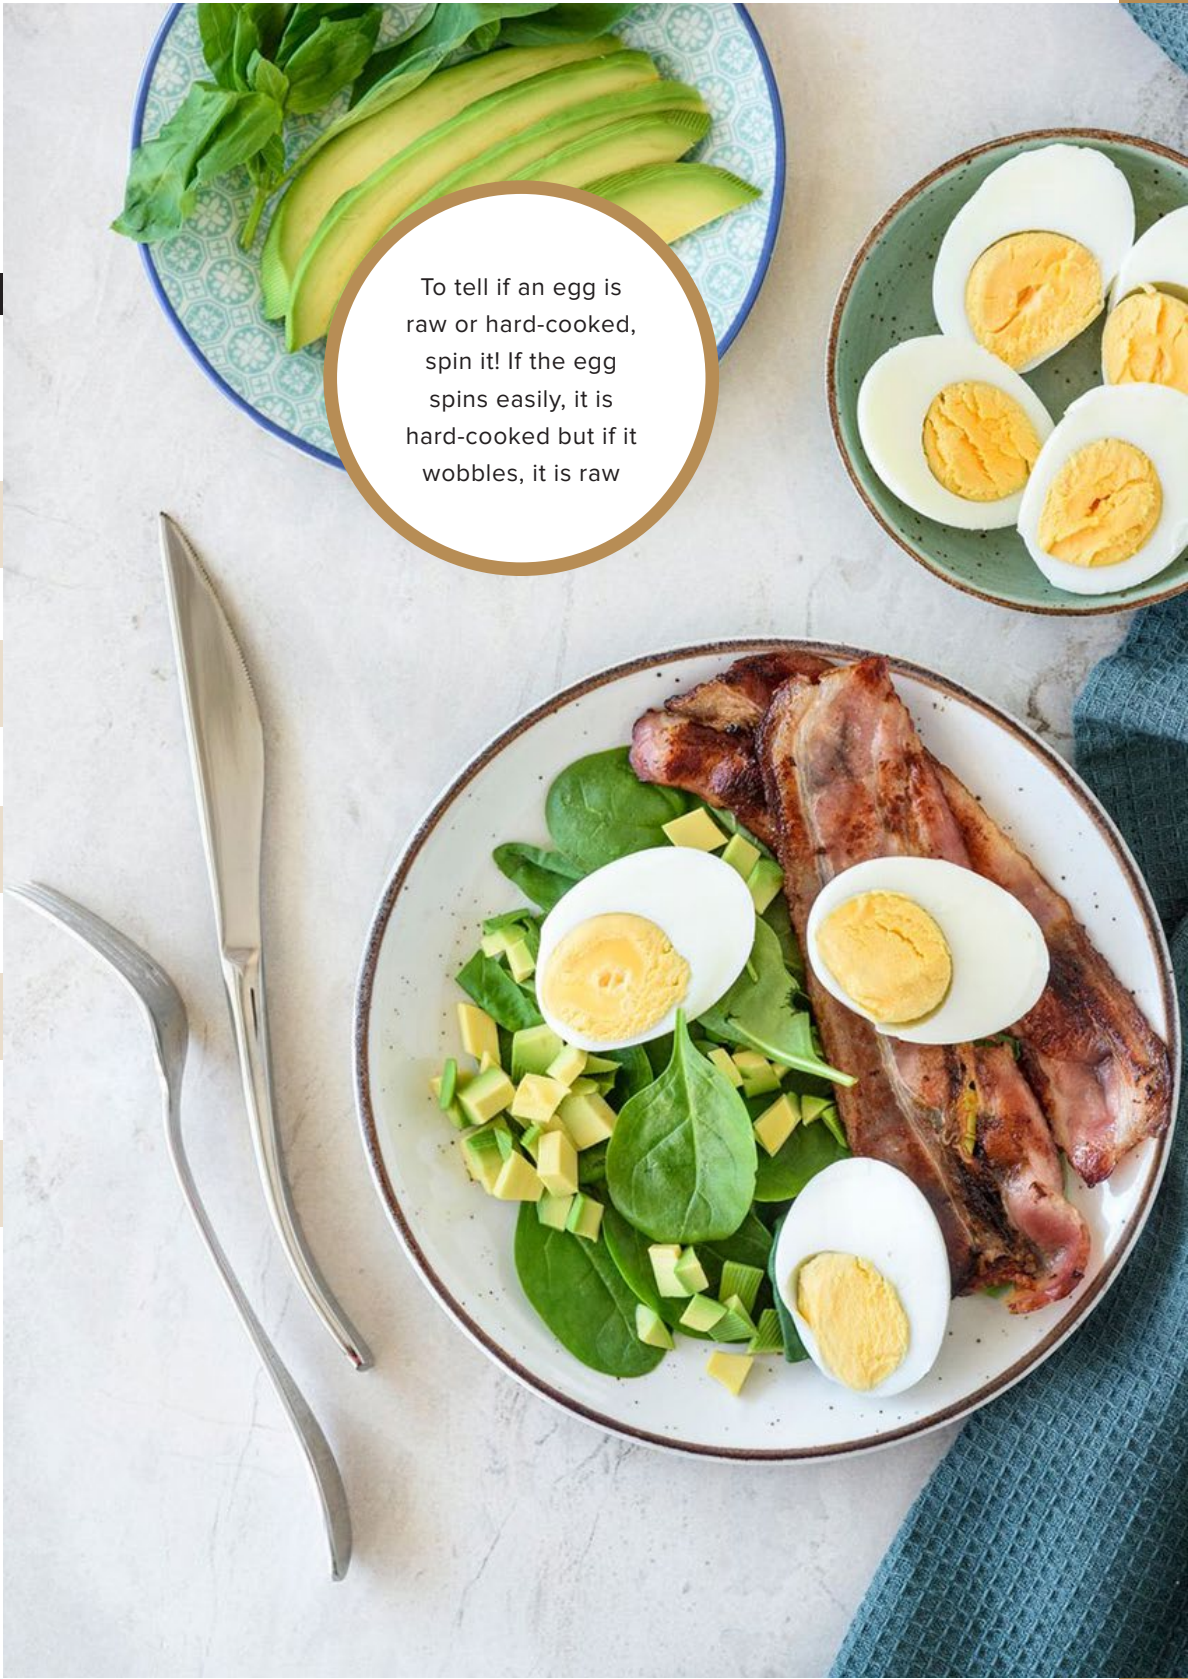 To tell if an egg is
raw or hard-cooked,
spin it! If the egg
spins easily, it is
hard-cooked but if it
wobbles, it is raw